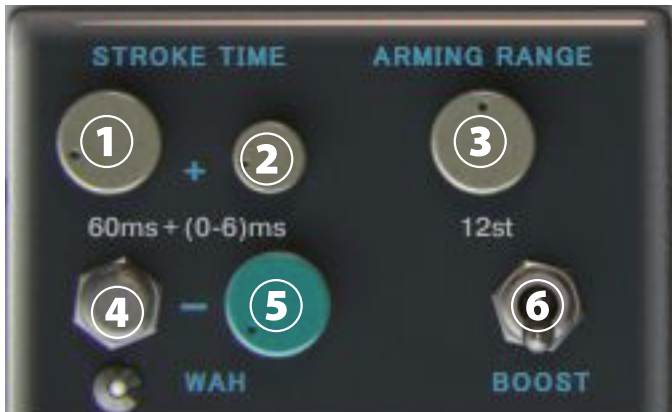 STROKE TIME
ARMING RANGE
1
+
2
3
60ms + (0-6)ms
12st
4
–
5
6
WAH
BOOST